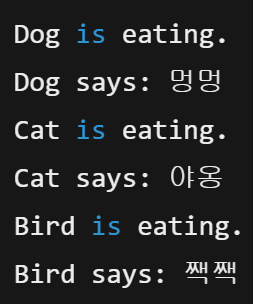 Dog is eating.
Dog says: 멍멍
Cat is eating.
Cat says: 야옹
Bird is eating.
Bird says: 짹짹